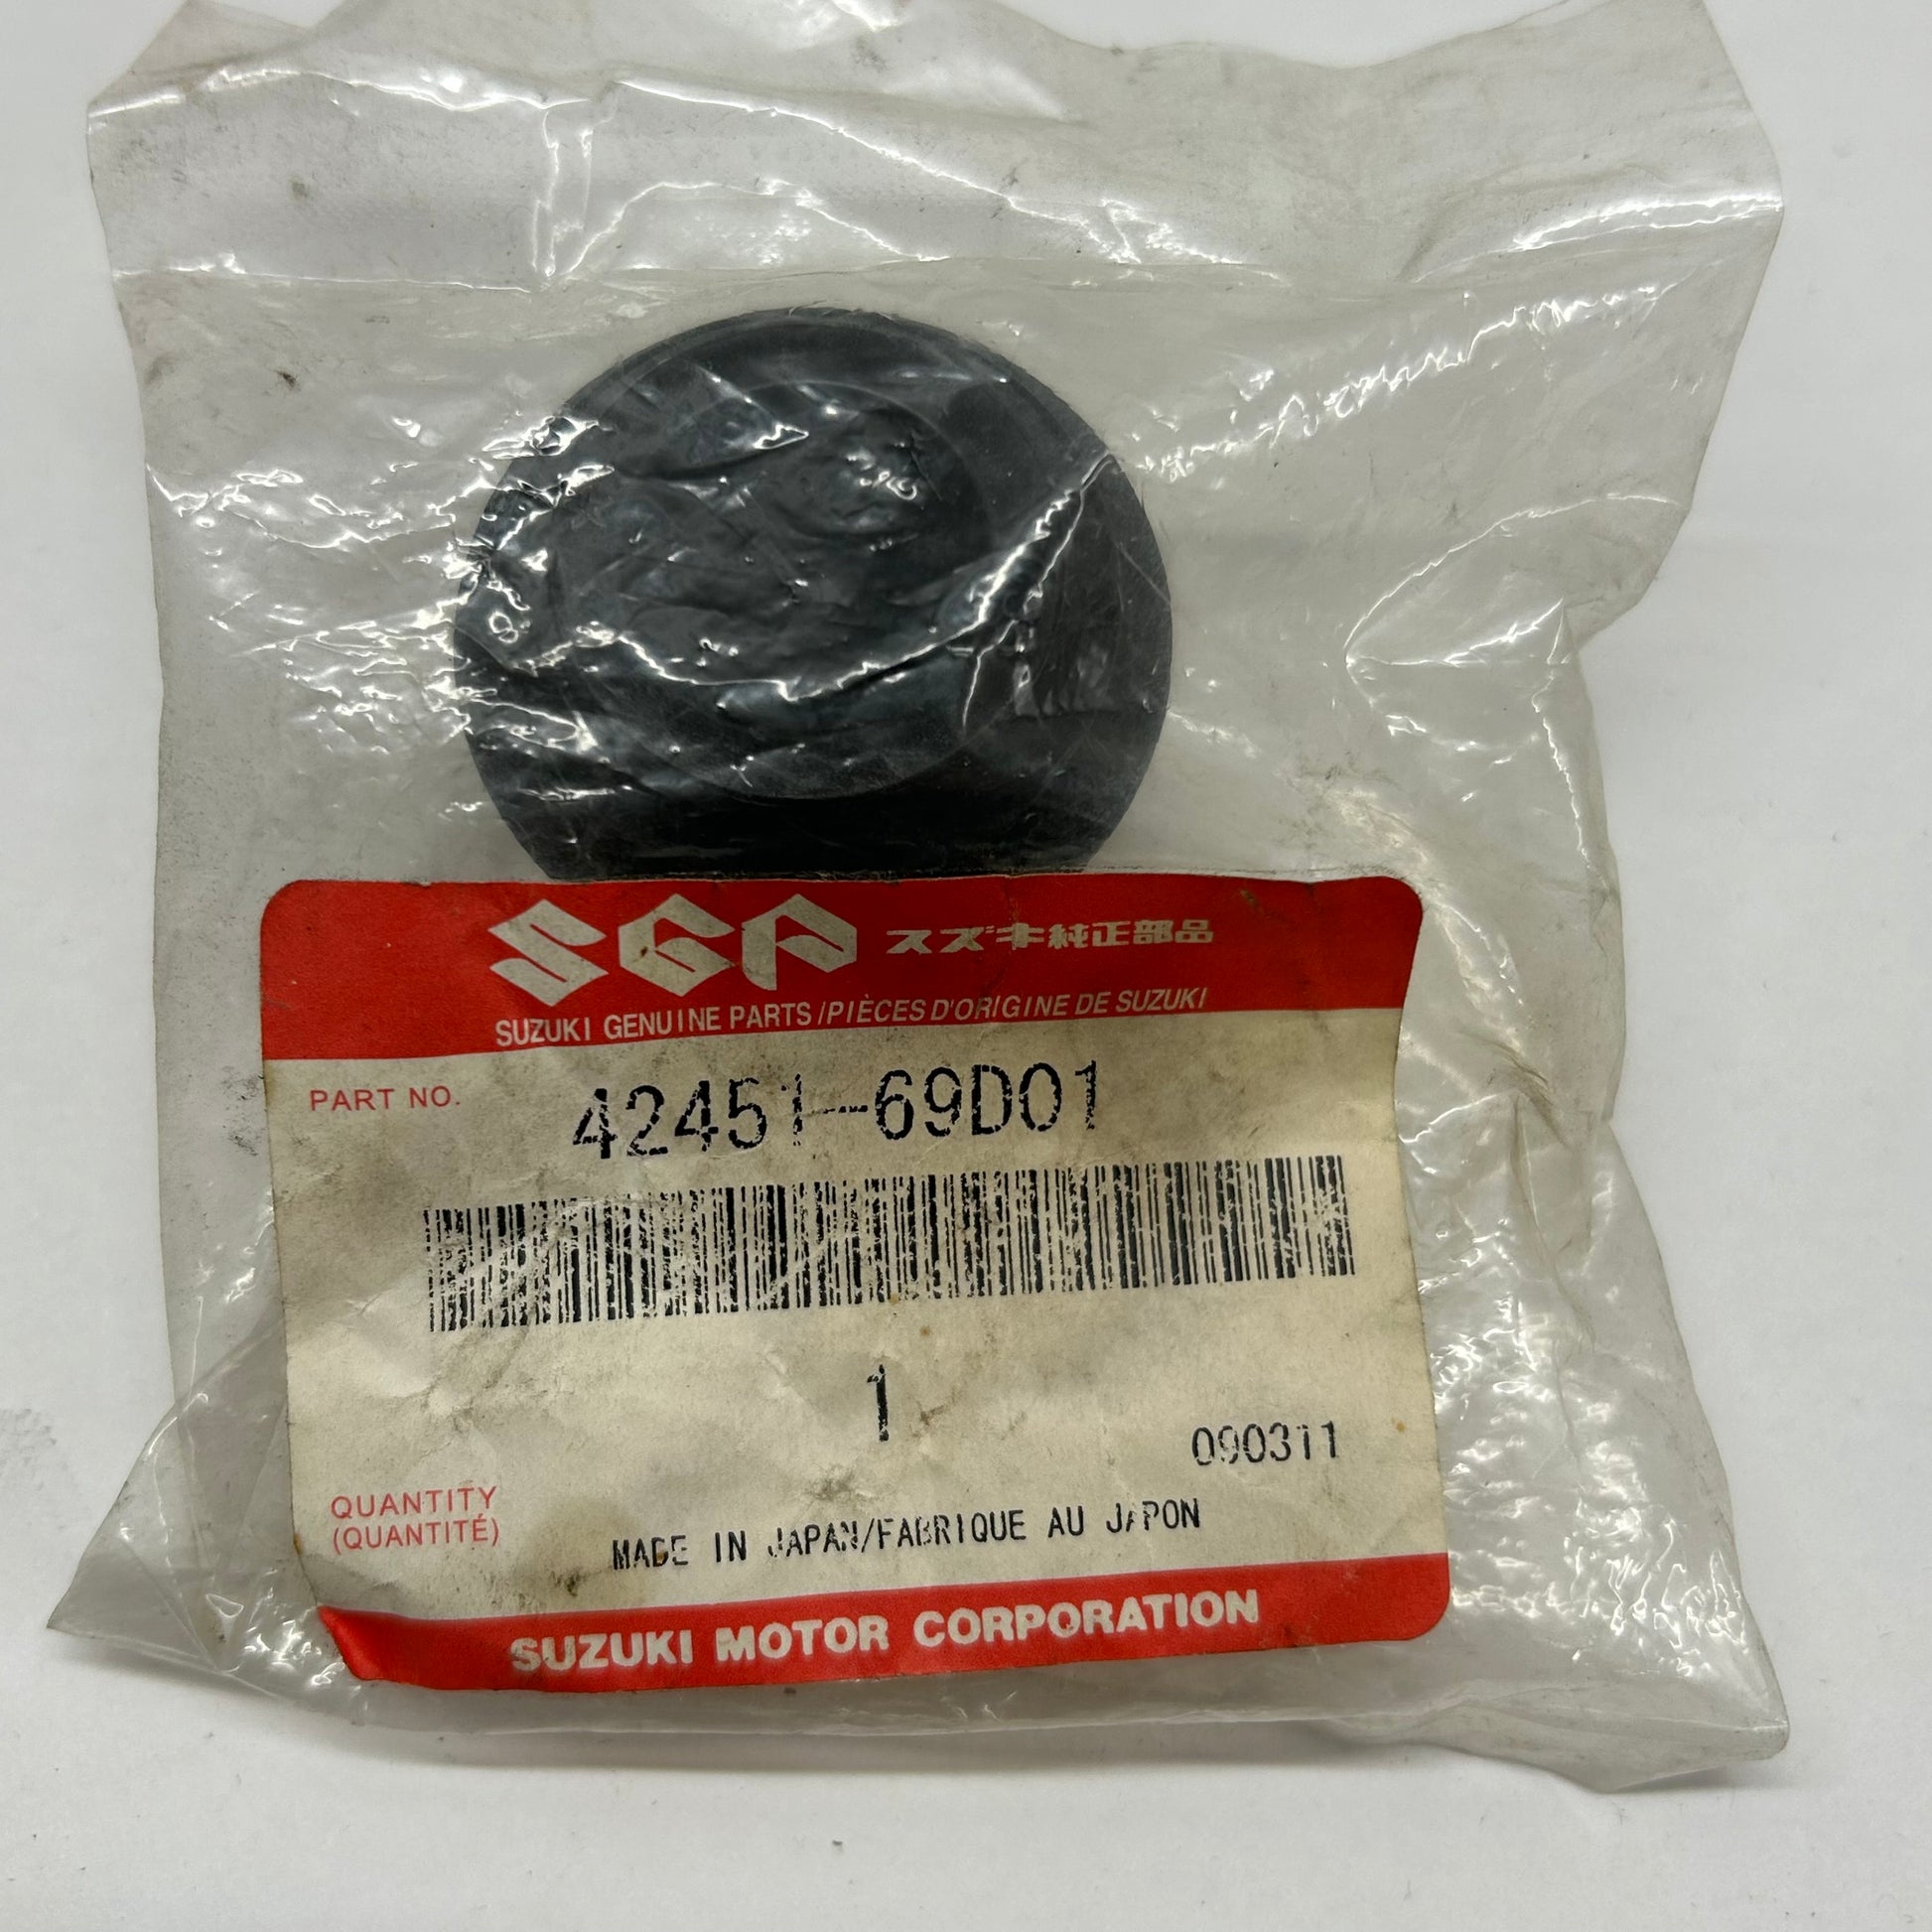 SGP スズキ純正部品
SUZUKI GENUINE PARTS/PIÈCES D'ORIGINE DE SUZUKI
PART NO. 42451-69D01
1
090311
QUANTITY
(QUANTITÉ)
MADE IN JAPAN/FABRIQUE AU JAPON
SUZUKI MOTOR CORPORATION